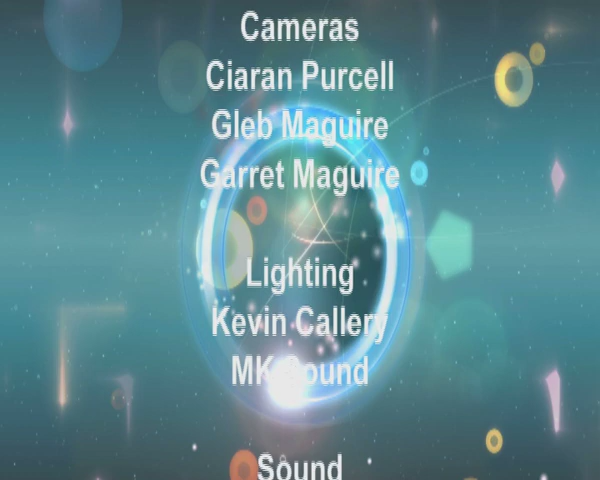 Cameras
Ciaran Purcell
Gleb Maguire
Garret Maguire
Lighting
Kevin Callery
MK Sound
Sound